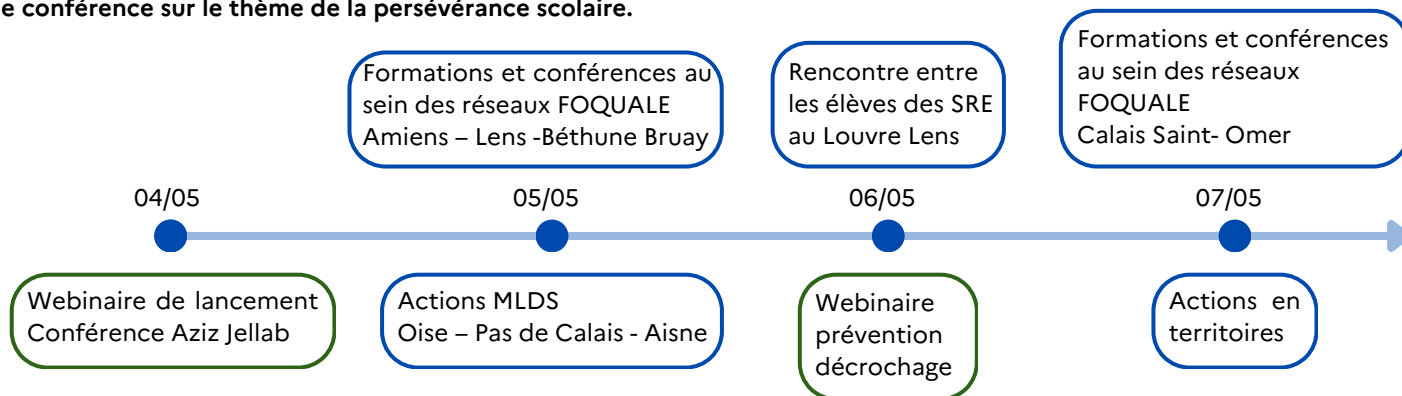 e conférence sur le thème de la persévérance scolaire.
Formations et conférences au
sein des réseaux FOQUALE
Amiens – Lens -Béthune Bruay
Rencontre entre
les élèves des SRE
au Louvre Lens
Formations et conférences
au sein des réseaux
FOQUALE
Calais Saint- Omer
04/05
05/05
06/05
07/05
Webinaire de lancement
Conférence Aziz Jellab
Actions MLDS
Oise – Pas de Calais - Aisne
Webinaire
prévention
décrochage
Actions en
territoires